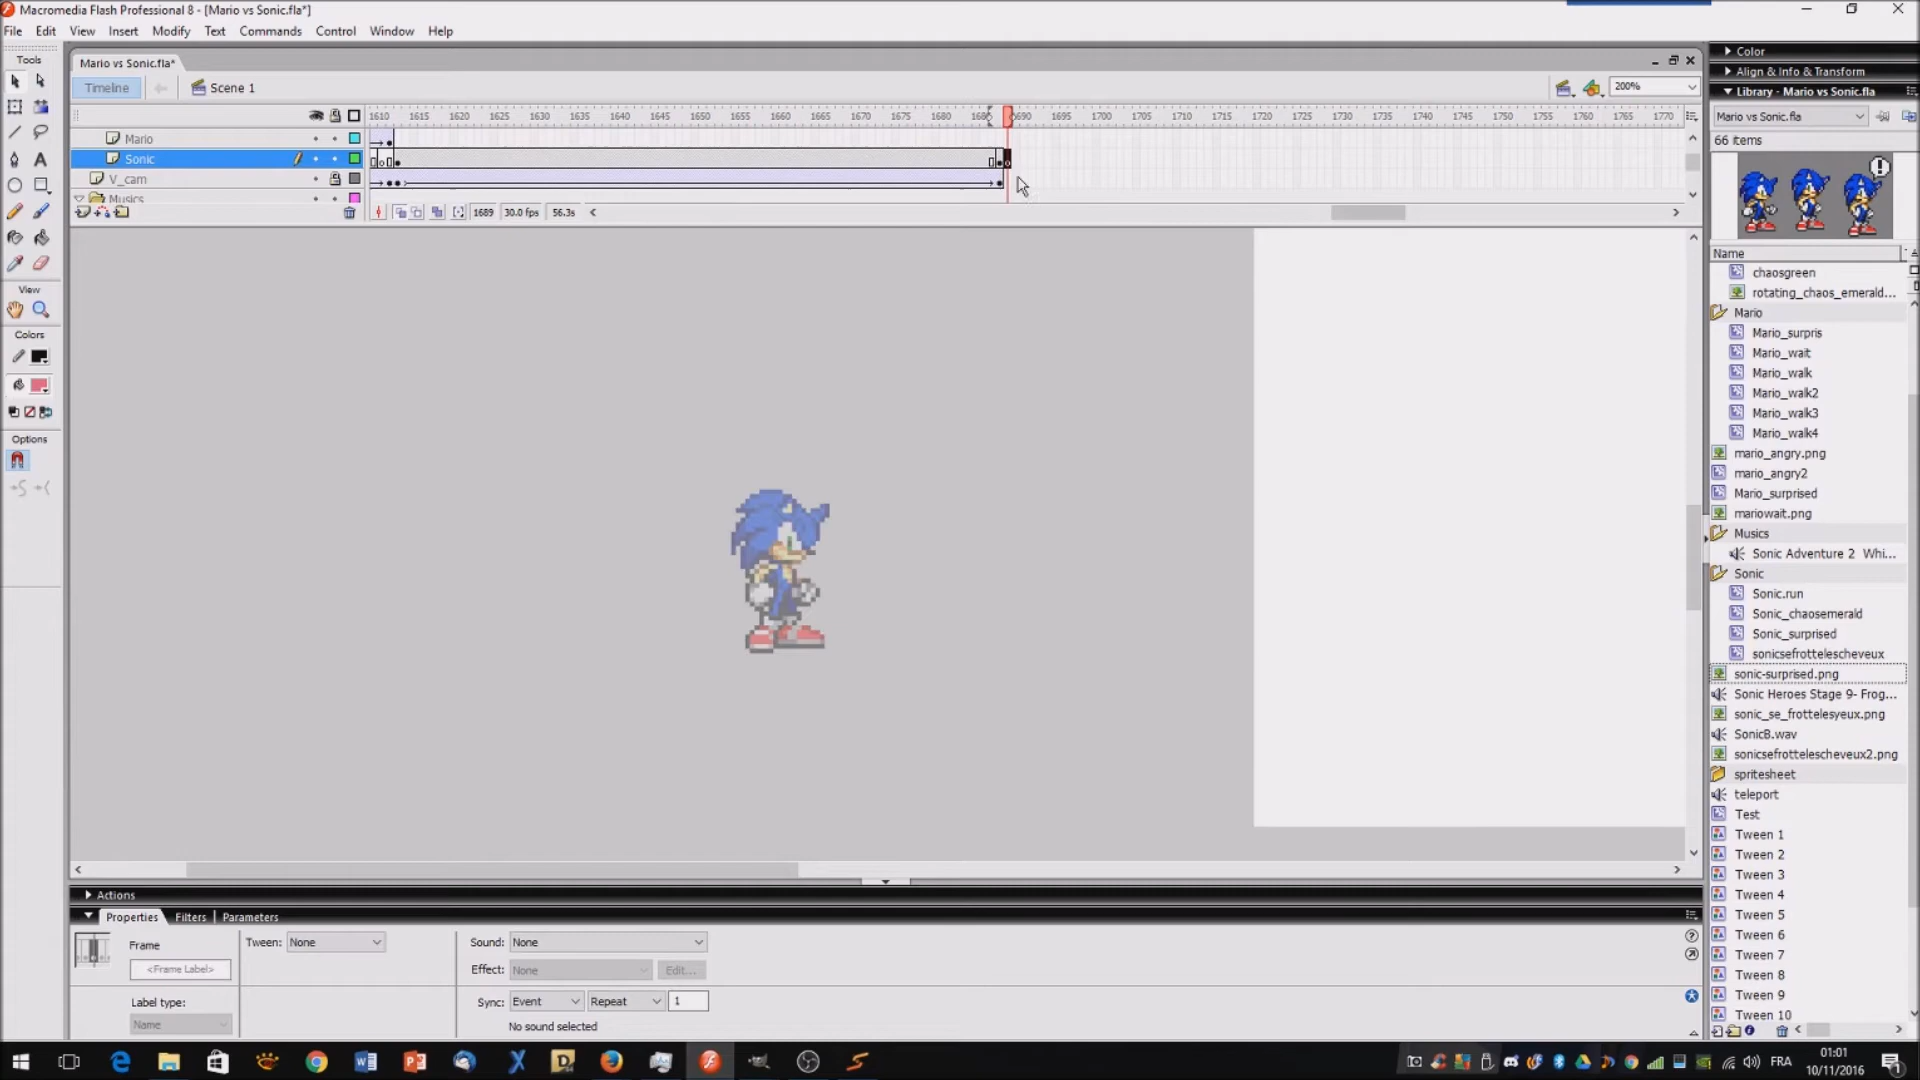 Macromedia Flash Professional 8 - [Mario vs Sonic.fla*]
File Edit View Insert Modify Text Commands Control Window Help
Tools
Mario vs Sonic.fla*
Timeline Scene 1 200%
1610 1615 1620 1625 1630 1635 1640 1645 1650 1655 1660 1665 1670 1675 1680 1685 1690 1695 1700 1705 1710 1715 1720 1725 1730 1735 1740 1745 1750 1755 1760 1765 1770
Mario
Sonic
V_cam
Musics
1689 30.0 fps 56.3s
View
Colors
Options
Color
Align & Info & Transform
Library - Mario vs Sonic.fla
Mario vs Sonic.fla
66 items
Name
chaosgreen
rotating_chaos_emerald...
Mario
Mario_surpris
Mario_wait
Mario_walk
Mario_walk2
Mario_walk3
Mario_walk4
mario_angry.png
mario_angry2
Mario_surprised
mariowait.png
Musics
Sonic Adventure 2 Whi...
Sonic
Sonic.run
Sonic_chaosemerald
Sonic_surprised
sonicsefrottelescheveux
sonic-surprised.png
Sonic Heroes Stage 9- Frog...
sonic_se_frottelesyeux.png
SonicB.wav
sonicsefrottelescheveux2.png
spritesheet
teleport
Test
Tween 1
Tween 2
Tween 3
Tween 4
Tween 5
Tween 6
Tween 7
Tween 8
Tween 9
Tween 10
Actions
Properties Filters Parameters
Frame
<Frame Label>
Label type:
Name
Tween: None
Sound: None
Effect: None Edit...
Sync: Event Repeat 1
No sound selected
FRA
01:01
10/11/2016